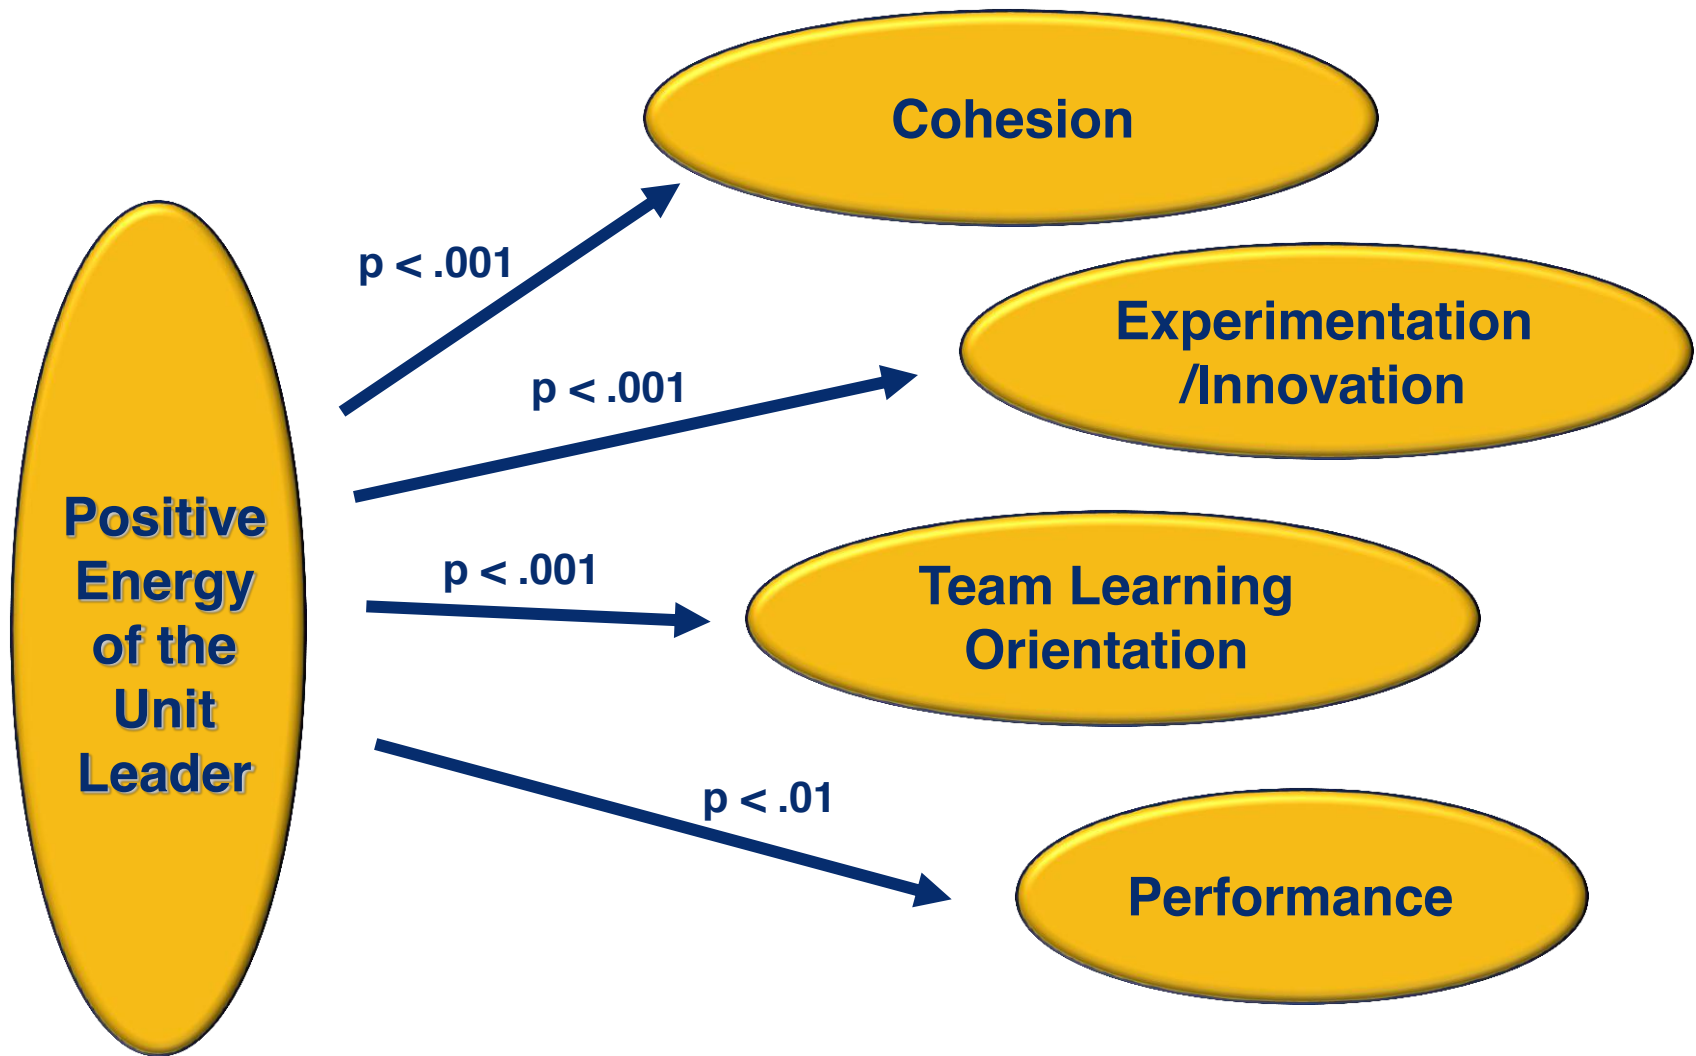 Cohesion
p < .001
Experimentation
/Innovation
p < .001
Positive
Energy
of the
Unit
Leader
p < .001
Team Learning
Orientation
p < .01
Performance